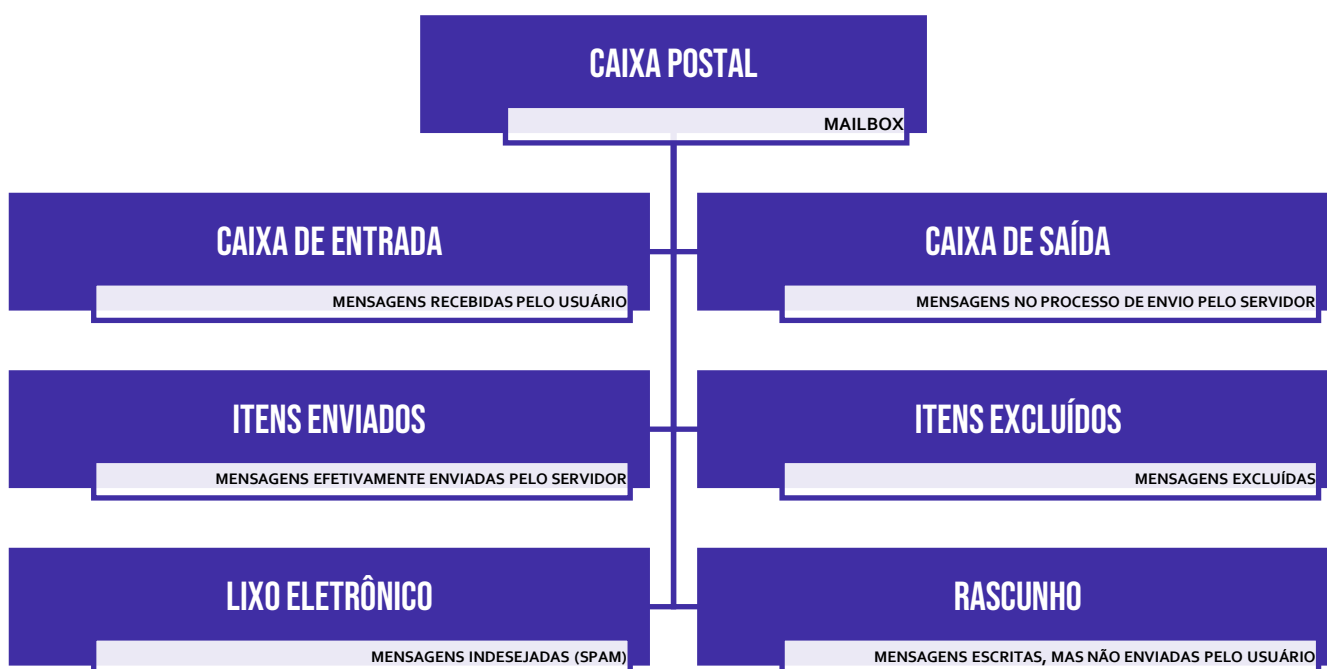 CAIXA POSTAL
MAILBOX
CAIXA DE ENTRADA
MENSAGENS RECEBIDAS PELO USUÁRIO
CAIXA DE SAÍDA
MENSAGENS NO PROCESSO DE ENVIO PELO SERVIDOR
ITENS ENVIADOS
MENSAGENS EFETIVAMENTE ENVIADAS PELO SERVIDOR
ITENS EXCLUÍDOS
MENSAGENS EXCLUÍDAS
LIXO ELETRÔNICO
MENSAGENS INDESEJADAS (SPAM)
RASCUNHO
MENSAGENS ESCRITAS, MAS NÃO ENVIADAS PELO USUÁRIO